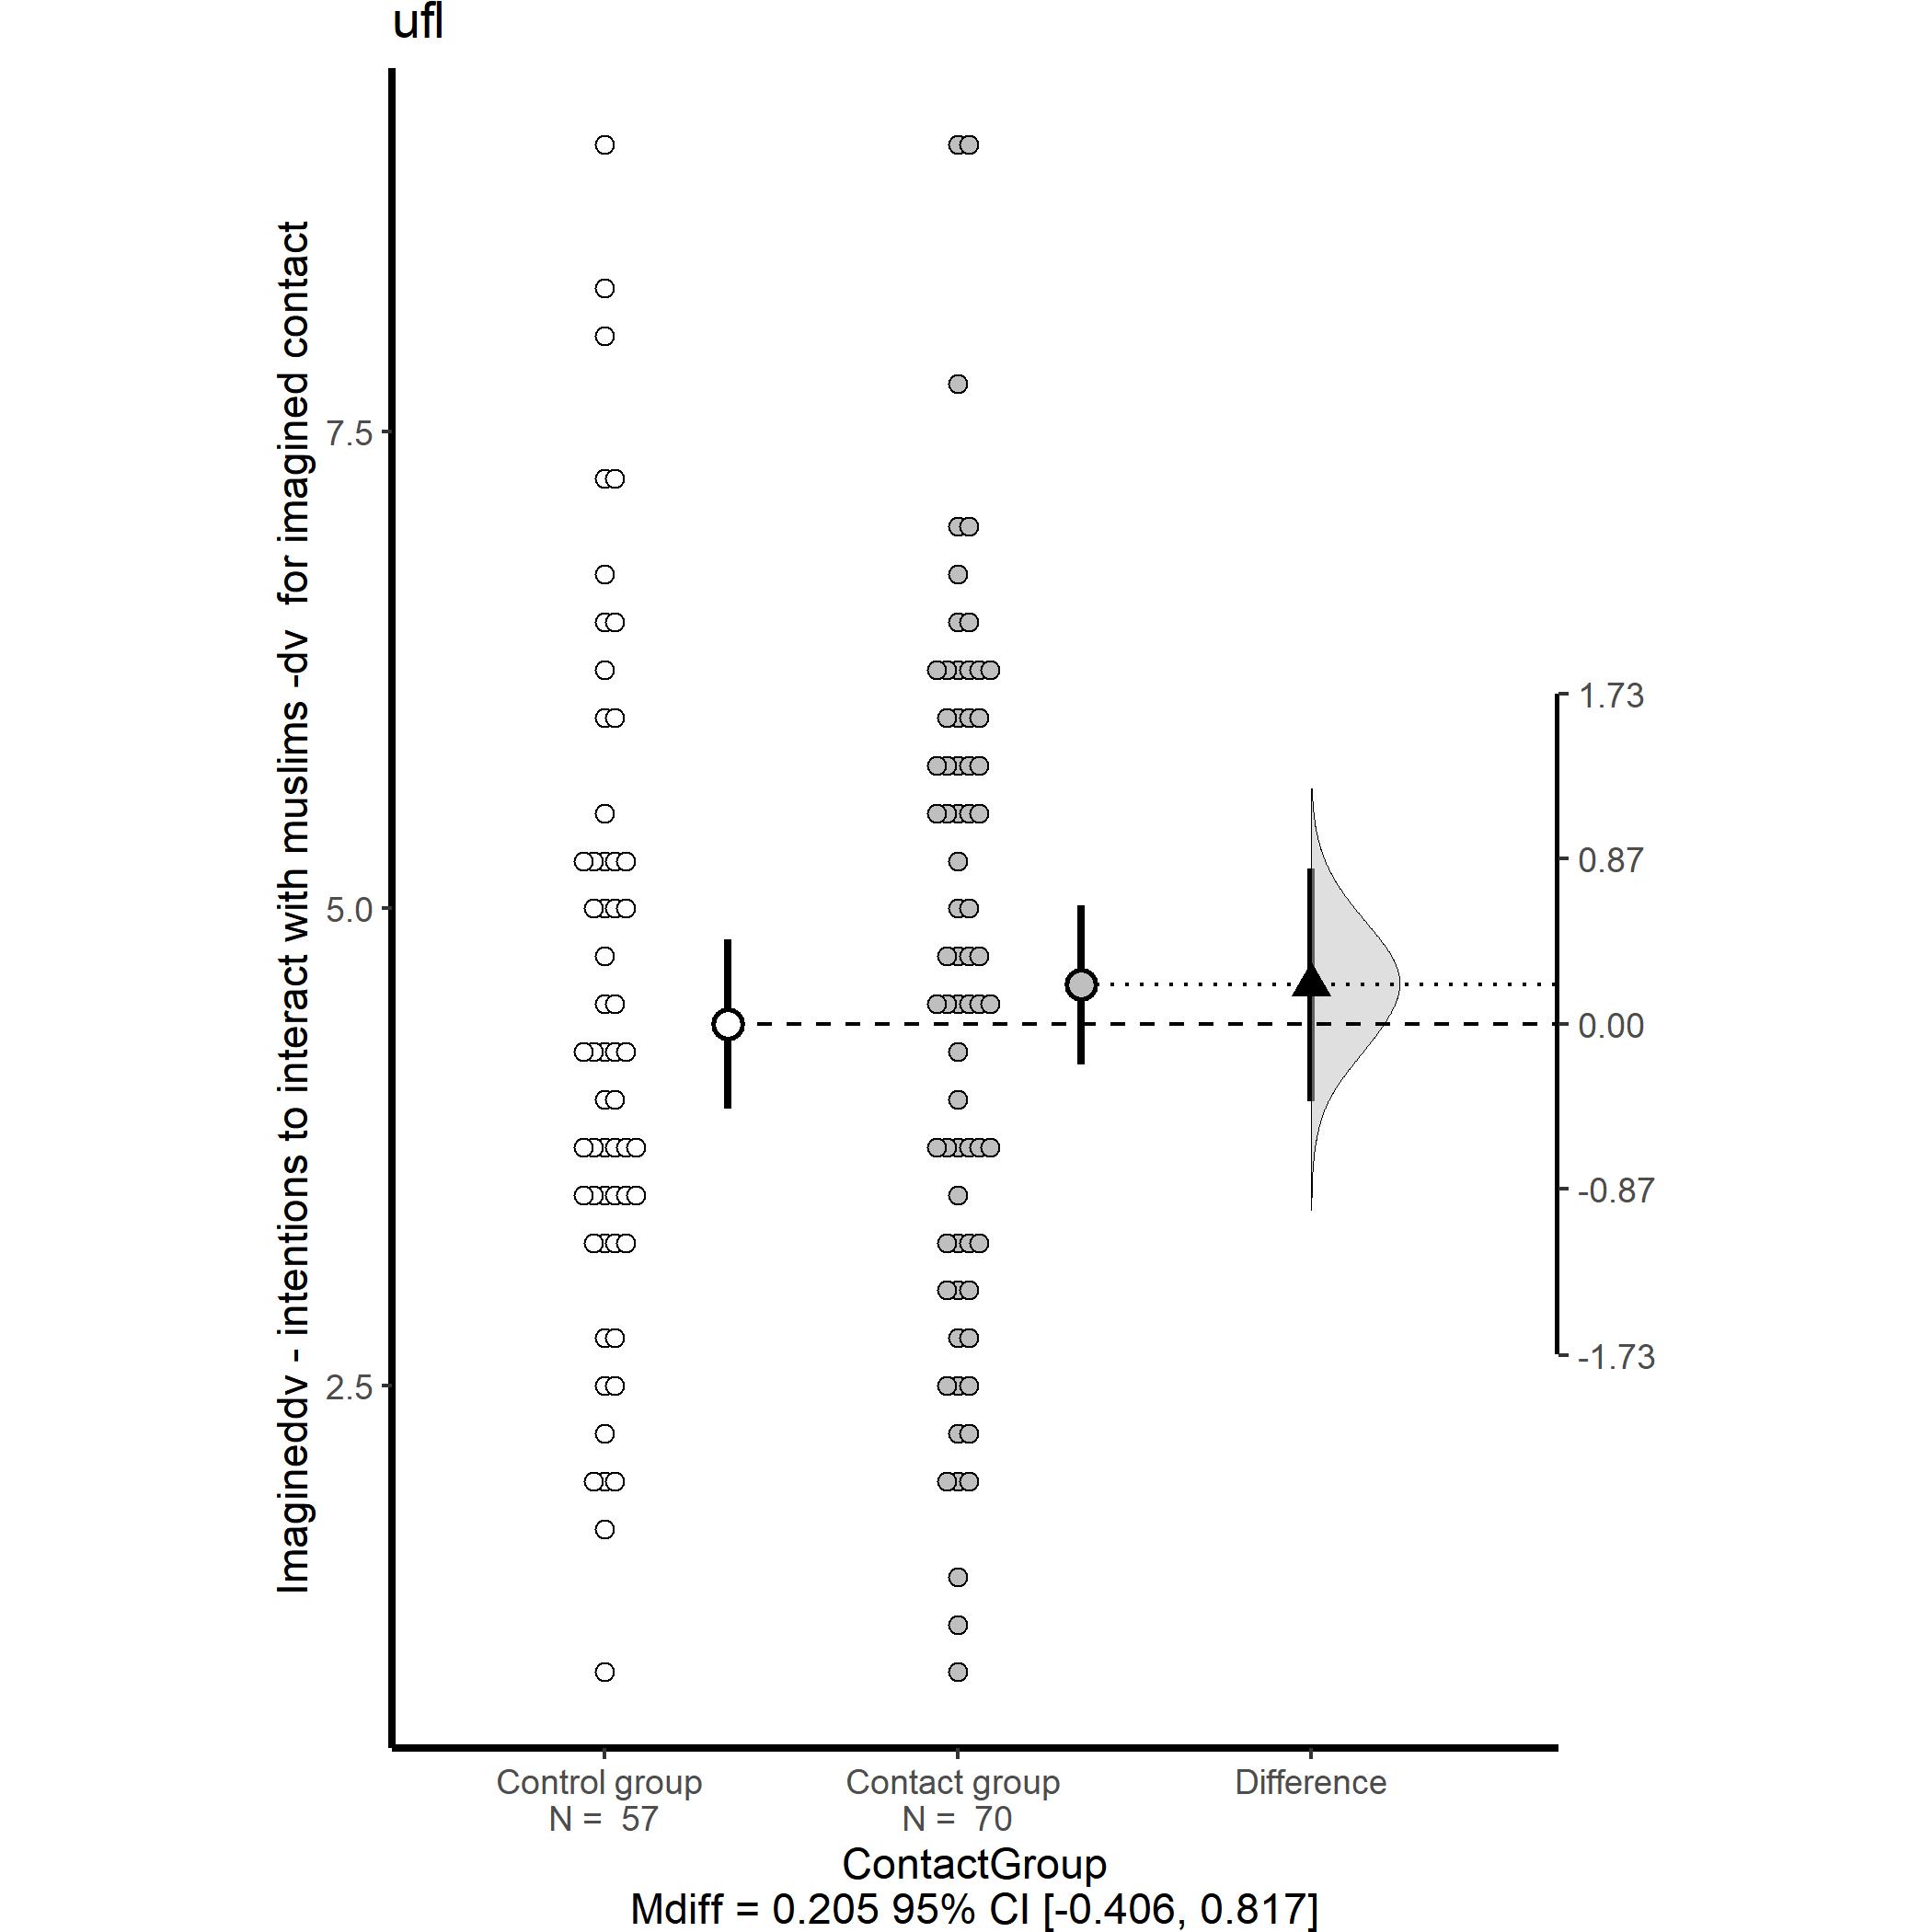 ufl
Imagineddv - intentions to interact with muslims -dv  for imagined contact
7.5
5.0
2.5
1.73
0.87
0.00
-0.87
-1.73
Control group
N =  57
Contact group
N =  70
Difference
ContactGroup
Mdiff = 0.205 95% CI [-0.406, 0.817]